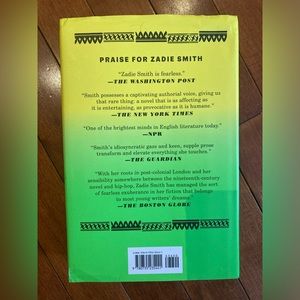 PRAISE FOR ZADIE SMITH
"Zadie Smith is fearless."
—THE WASHINGTON POST
"Smith possesses a captivating authorial voice, giving us
that rare thing: a novel that is as affecting as
it is entertaining, as provocative as it is humane."
—THE NEW YORK TIMES
"One of the brightest minds in English literature today."
—NPR
"Smith's idiosyncratic gaze and keen, supple prose
transform and elevate everything she touches."
—THE GUARDIAN
"With her roots in post-colonial London and her
sensibility somewhere between the nineteenth-century
novel and hip-hop, Zadie Smith has managed the sort
of fearless exuberance in her fiction that belongs
to most young writers' dreams."
—THE BOSTON GLOBE